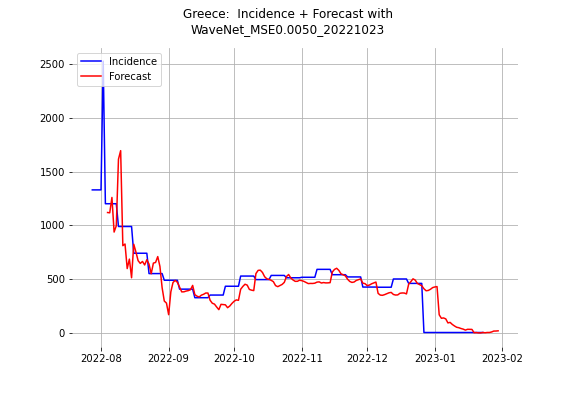 Greece:  Incidence + Forecast with
WaveNet_MSE0.0050_20221023
Incidence
Forecast
2500
2000
1500
1000
500
0
2022-08 2022-09 2022-10 2022-11 2022-12 2023-01 2023-02